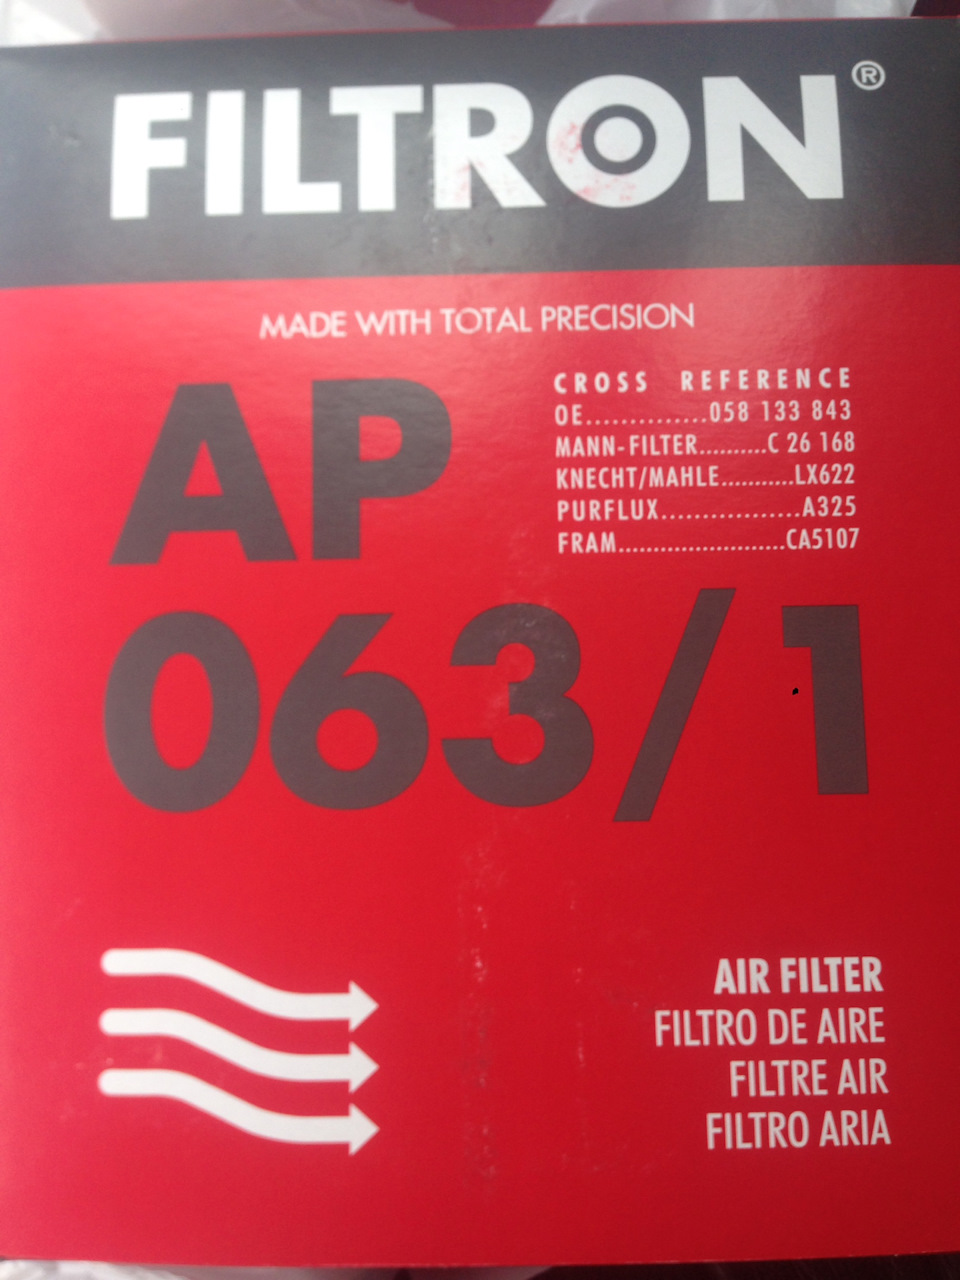 FILTRON®
MADE WITH TOTAL PRECISION
AP
063/1
CROSS REFERENCE
OE..............058 133 843
MANN-FILTER..........C 26 168
KNECHT/MAHLE...........LX622
PURFLUX.................A325
FRAM........................CA5107
AIR FILTER
FILTRO DE AIRE
FILTRE AIR
FILTRO ARIA